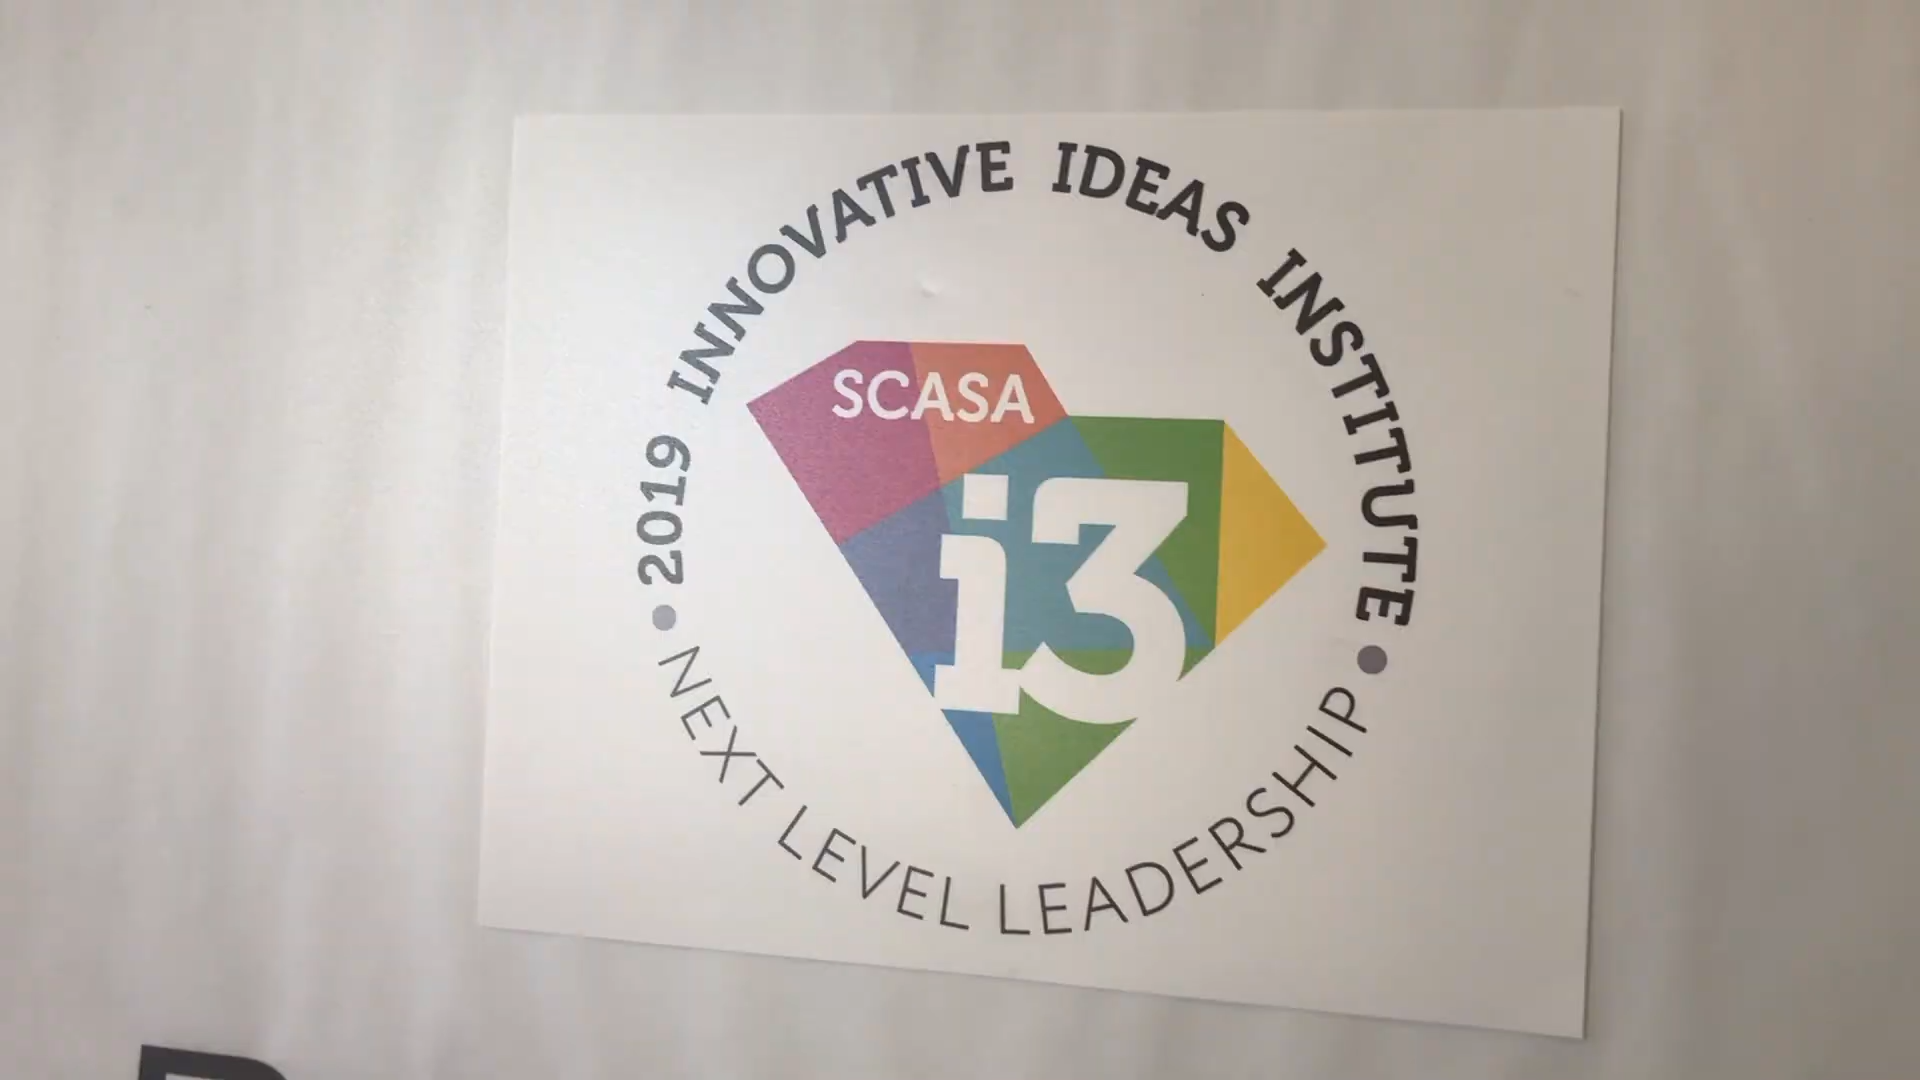 2019 INNOVATIVE IDEAS INSTITUTE
SCASA
i3
NEXT LEVEL LEADERSHIP